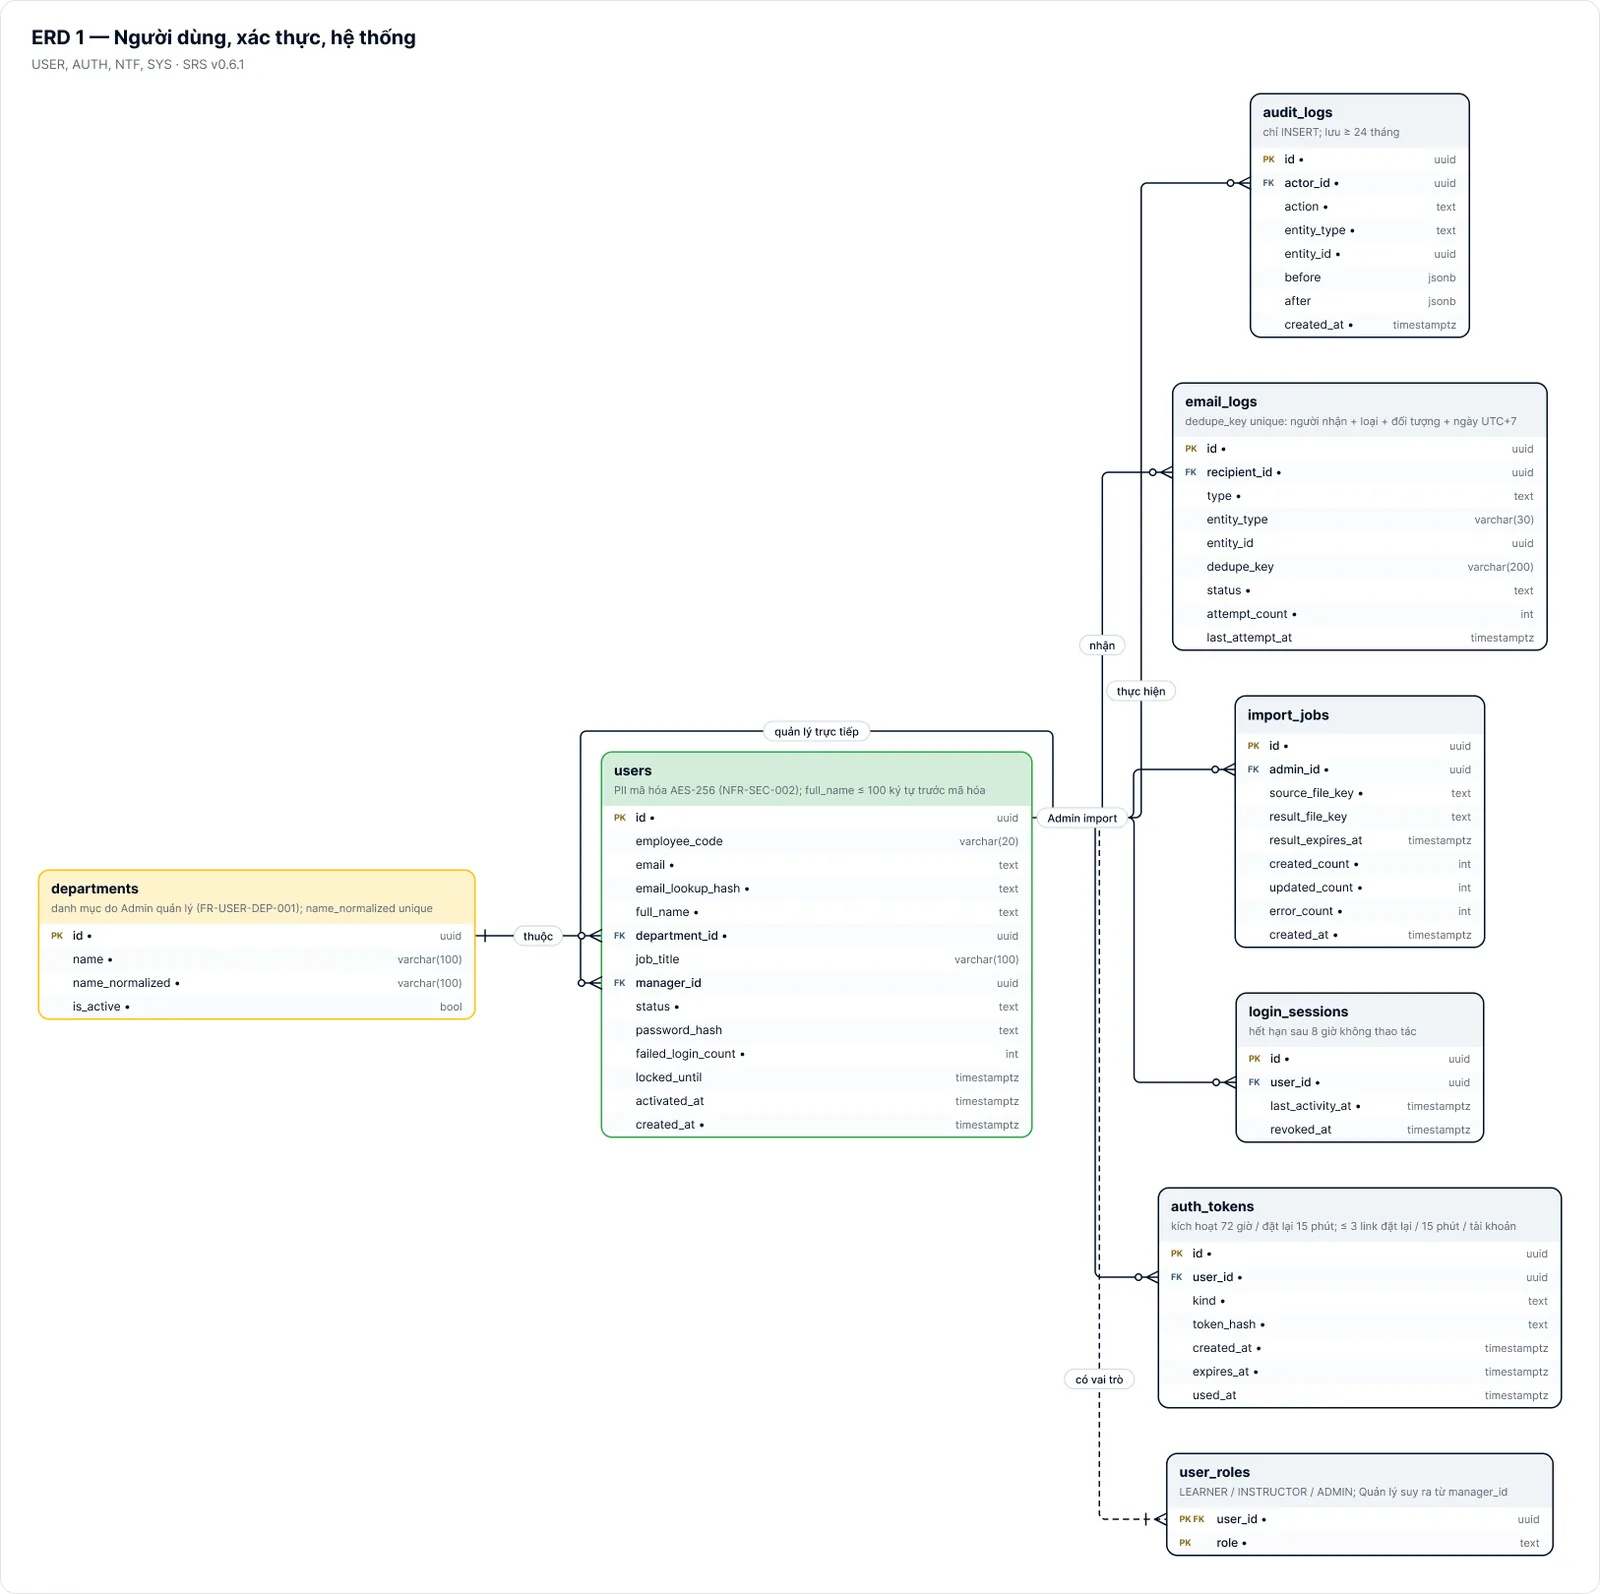 ERD 1 — Người dùng, xác thực, hệ thống
USER, AUTH, NTF, SYS · SRS v0.6.1
audit_logs
chỉ INSERT; lưu ≥ 24 tháng
PK id • uuid
FK actor_id • uuid
action • text
entity_type • text
entity_id • uuid
before jsonb
after jsonb
created_at • timestamptz
email_logs
dedupe_key unique: người nhận + loại + đối tượng + ngày UTC+7
PK id • uuid
FK recipient_id • uuid
type • text
entity_type varchar(30)
entity_id uuid
dedupe_key varchar(200)
status • text
attempt_count • int
last_attempt_at timestamptz
nhận
thực hiện
import_jobs
PK id • uuid
FK admin_id • uuid
source_file_key • text
result_file_key text
result_expires_at timestamptz
created_count • int
updated_count • int
error_count • int
created_at • timestamptz
quản lý trực tiếp
users
PII mã hóa AES-256 (NFR-SEC-002); full_name ≤ 100 ký tự trước mã hóa
PK id • uuid
employee_code varchar(20)
email • text
email_lookup_hash • text
full_name • text
FK department_id • uuid
job_title varchar(100)
FK manager_id uuid
status • text
password_hash text
failed_login_count • int
locked_until timestamptz
activated_at timestamptz
created_at • timestamptz
Admin import
departments
danh mục do Admin quản lý (FR-USER-DEP-001); name_normalized unique
PK id • uuid
name • varchar(100)
name_normalized • varchar(100)
is_active • bool
thuộc
login_sessions
hết hạn sau 8 giờ không thao tác
PK id • uuid
FK user_id • uuid
last_activity_at • timestamptz
revoked_at timestamptz
auth_tokens
kích hoạt 72 giờ / đặt lại 15 phút; ≤ 3 link đặt lại / 15 phút / tài khoản
PK id • uuid
FK user_id • uuid
kind • text
token_hash • text
created_at • timestamptz
expires_at • timestamptz
used_at timestamptz
có vai trò
user_roles
LEARNER / INSTRUCTOR / ADMIN; Quản lý suy ra từ manager_id
PK FK user_id • uuid
PK role • text